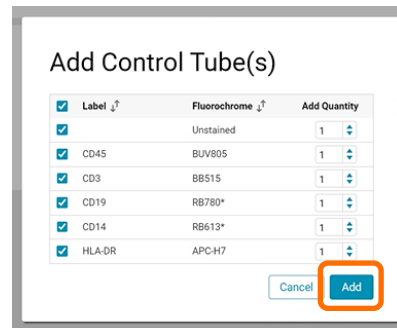 Add Control Tube(s)
Label Fluorochrome Add Quantity
Unstained 1
CD45 BUV805 1
CD3 BB515 1
CD19 RB780* 1
CD14 RB613* 1
HLA-DR APC-H7 1
Cancel Add